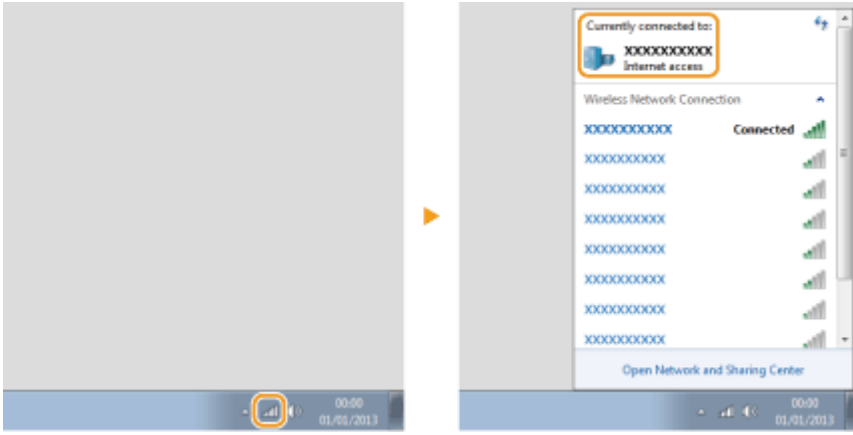 00:00
01/01/2013
Currently connected to:
XXXXXXXXXX
Internet access
Wireless Network Connection
XXXXXXXXXX Connected
XXXXXXXXXX
XXXXXXXXXX
XXXXXXXXXX
XXXXXXXXXX
XXXXXXXXXX
XXXXXXXXXX
XXXXXXXXXX
Open Network and Sharing Center
00:00
01/01/2013